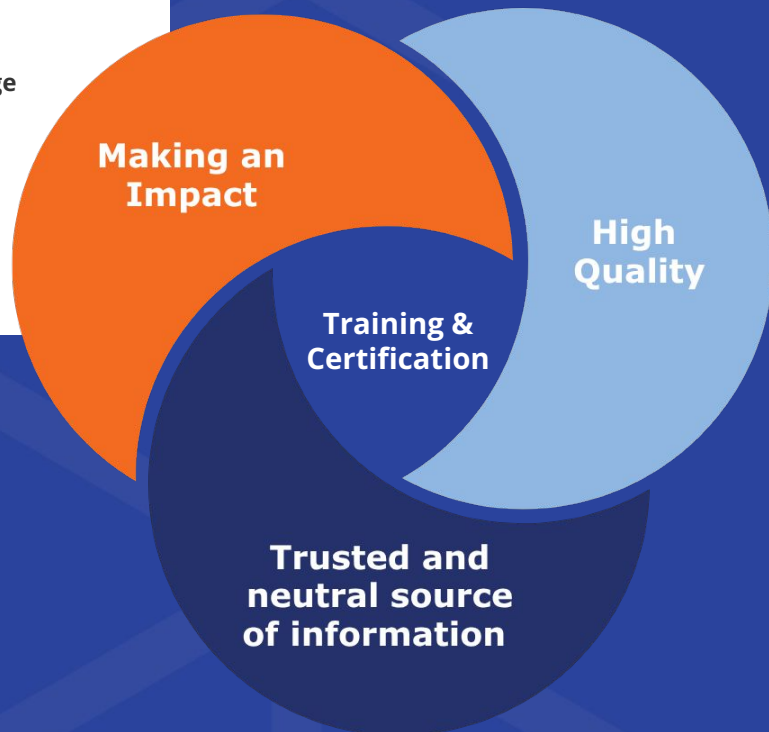 Making an
Impact
High
Quality
Training &
Certification
Trusted and
neutral source
of information